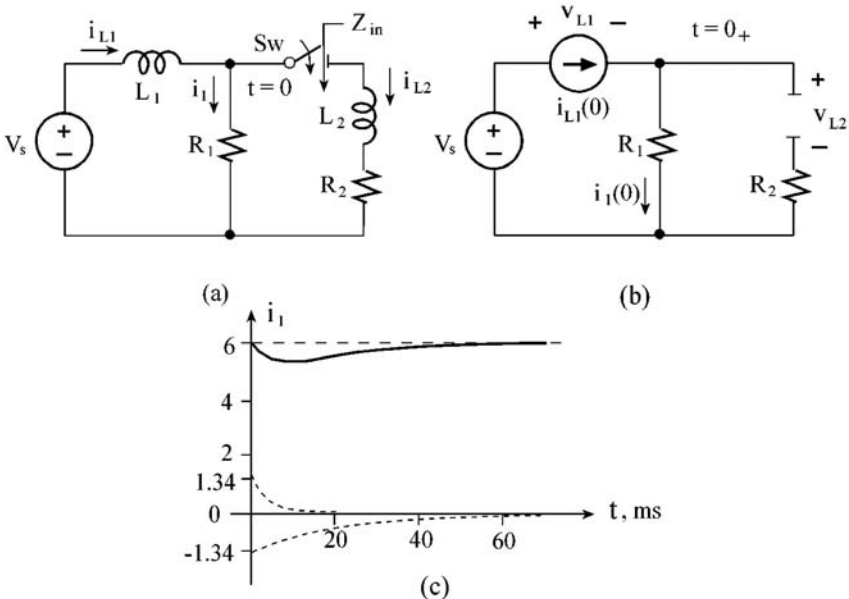 i_L1
L_1
i_1
Sw
t=0
Z_in
i_L2
L_2
V_s
+
−
R_1
R_2
(a)
+ v_L1 −
t=0_+
i_L1(0)
V_s
+
−
R_1
i_1(0)
+
v_L2
−
R_2
(b)
i_1
6
4
2
1.34
0
-1.34
20
40
60
t, ms
(c)